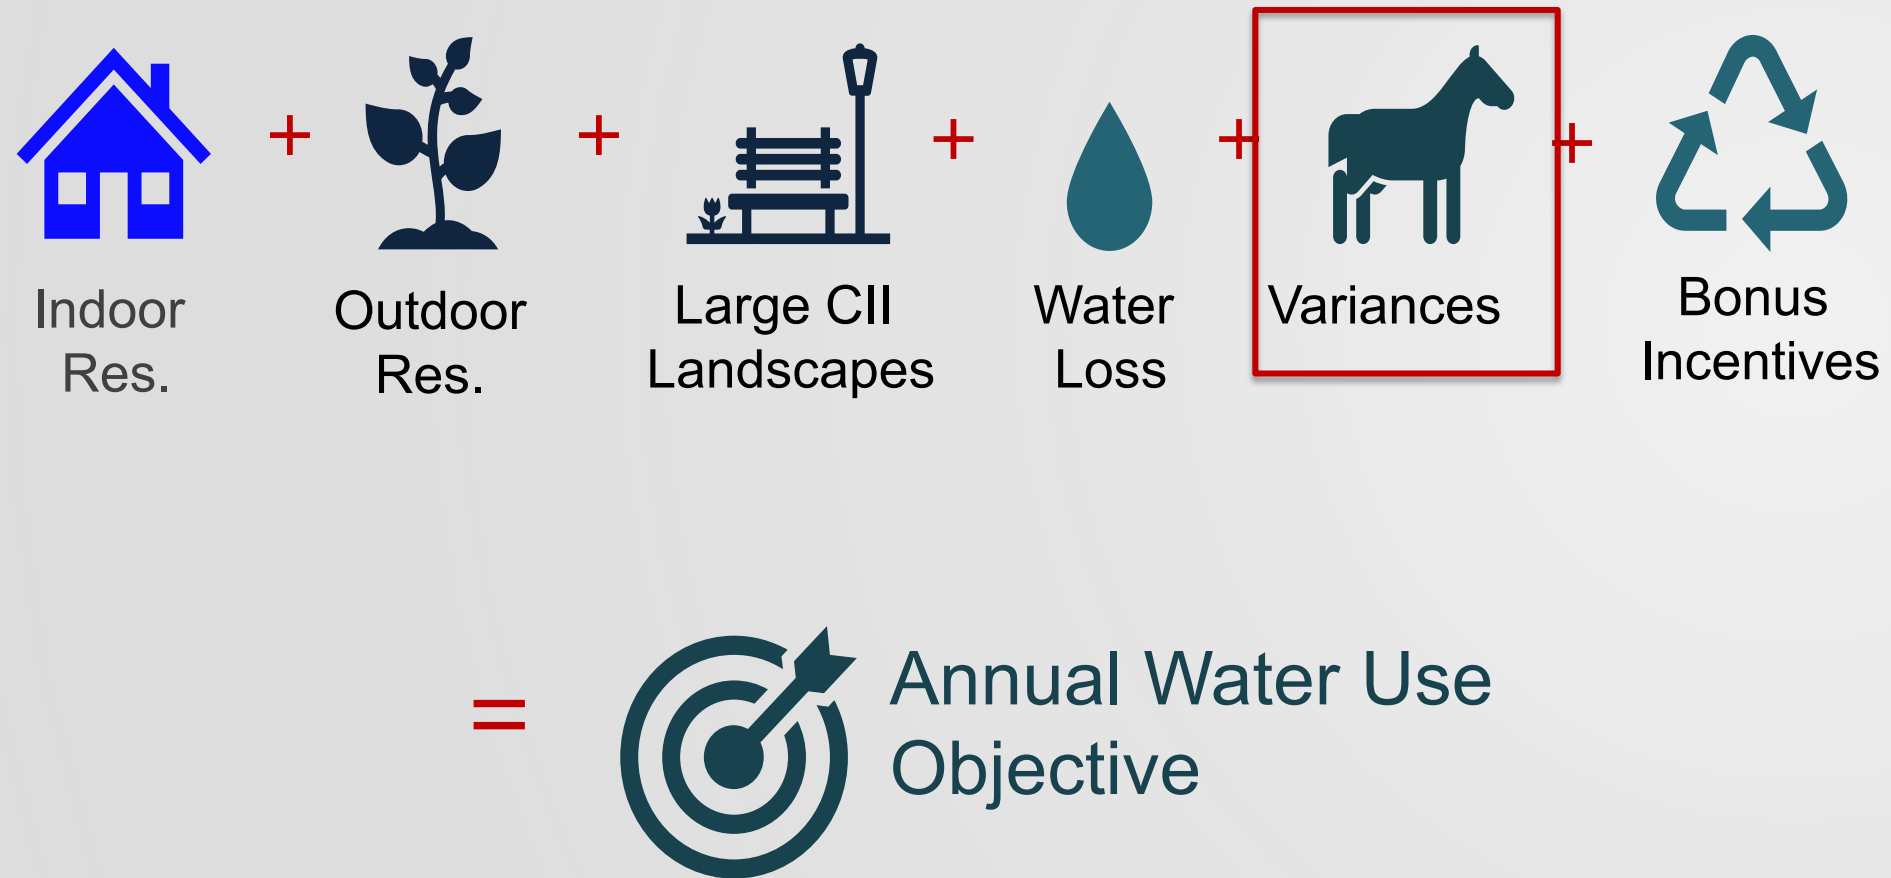 + + + + +
Indoor
Res.
Outdoor
Res.
Large CII
Landscapes
Water
Loss
Variances
Bonus
Incentives
=
Annual Water Use
Objective